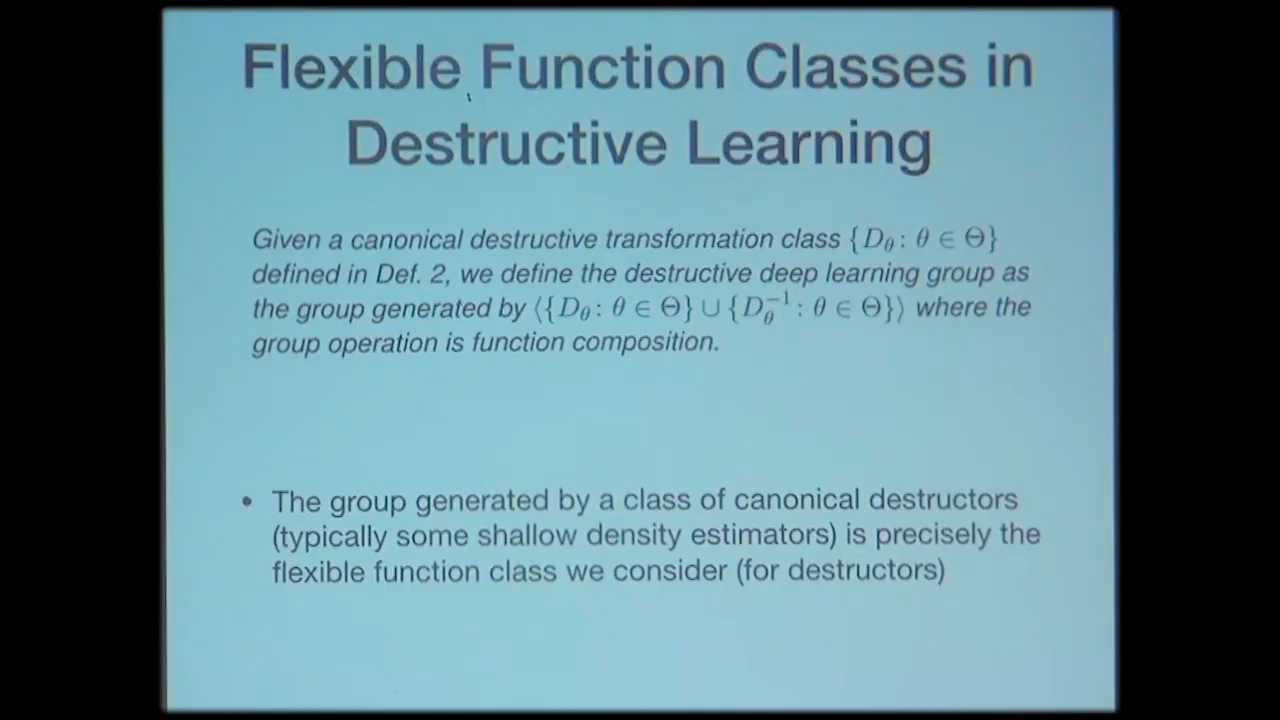 Flexible Function Classes in
Destructive Learning
Given a canonical destructive transformation class {D_θ : θ ∈ Θ}
defined in Def. 2, we define the destructive deep learning group as
the group generated by ⟨{D_θ : θ ∈ Θ} ∪ {D_θ^{-1} : θ ∈ Θ}⟩ where the
group operation is function composition.
• The group generated by a class of canonical destructors
(typically some shallow density estimators) is precisely the
flexible function class we consider (for destructors)